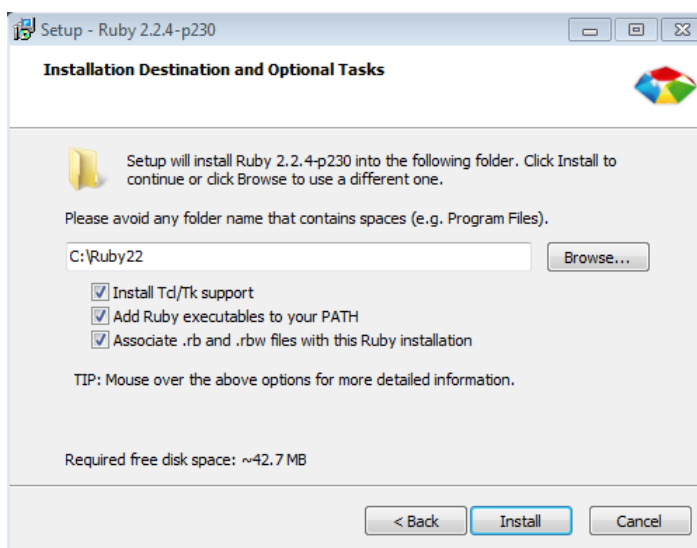 Setup - Ruby 2.2.4-p230
Installation Destination and Optional Tasks
Setup will install Ruby 2.2.4-p230 into the following folder. Click Install to
continue or click Browse to use a different one.
Please avoid any folder name that contains spaces (e.g. Program Files).
C:\Ruby22
Browse...
Install Tcl/Tk support
Add Ruby executables to your PATH
Associate .rb and .rbw files with this Ruby installation
TIP: Mouse over the above options for more detailed information.
Required free disk space: ~42.7 MB
< Back
Install
Cancel